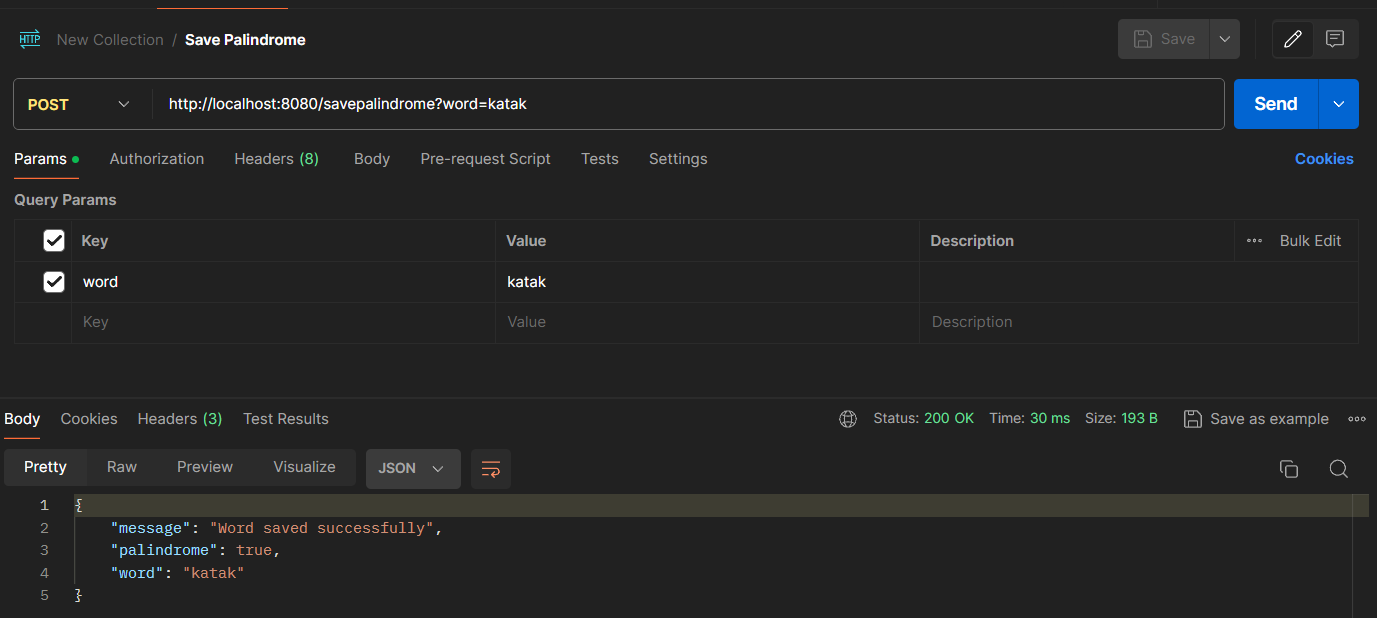 HTTP New Collection / Save Palindrome Save
POST http://localhost:8080/savepalindrome?word=katak Send
Params Authorization Headers (8) Body Pre-request Script Tests Settings Cookies
Query Params
Key Value Description Bulk Edit
word katak
Key Value Description
Body Cookies Headers (3) Test Results Status: 200 OK Time: 30 ms Size: 193 B Save as example
Pretty Raw Preview Visualize JSON
1 {
2 "message": "Word saved successfully",
3 "palindrome": true,
4 "word": "katak"
5 }